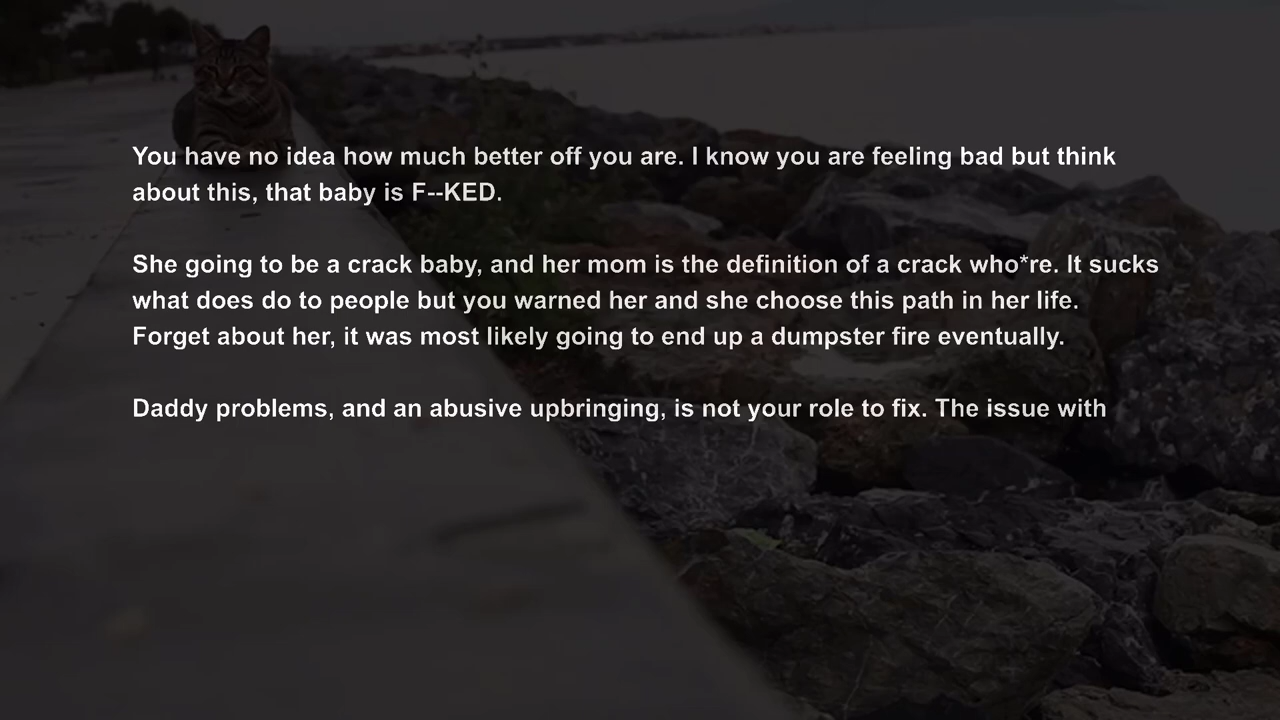 You have no idea how much better off you are. I know you are feeling bad but think
about this, that baby is F--KED.
She going to be a crack baby, and her mom is the definition of a crack who*re. It sucks
what does do to people but you warned her and she choose this path in her life.
Forget about her, it was most likely going to end up a dumpster fire eventually.
Daddy problems, and an abusive upbringing, is not your role to fix. The issue with